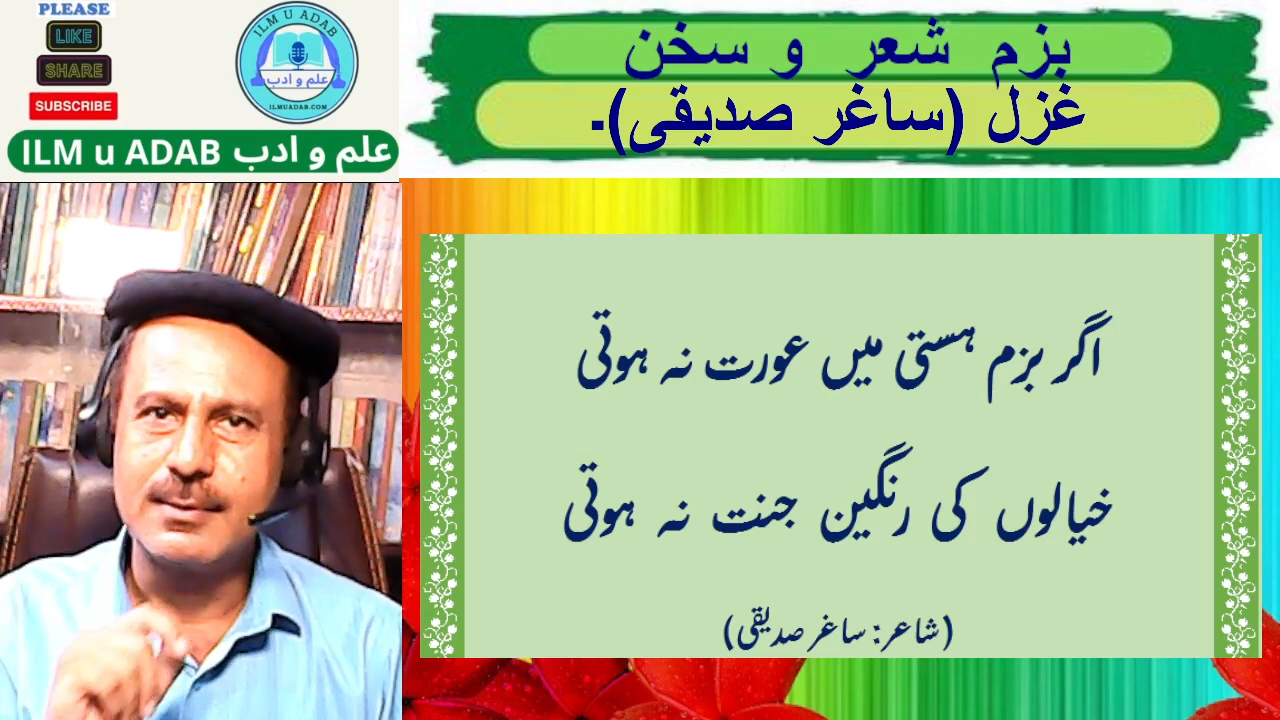 PLEASE
LIKE
SHARE
SUBSCRIBE
ILM U ADAB
علم و ادب
ILMUADAB.COM
ILM u ADAB علم و ادب
بزم شعر و سخن
غزل (ساغر صدیقی)۔
اگر بزم ہستی میں عورت نہ ہوتی
خیالوں کی رنگین جنت نہ ہوتی
(شاعر: ساغر صدیقی)